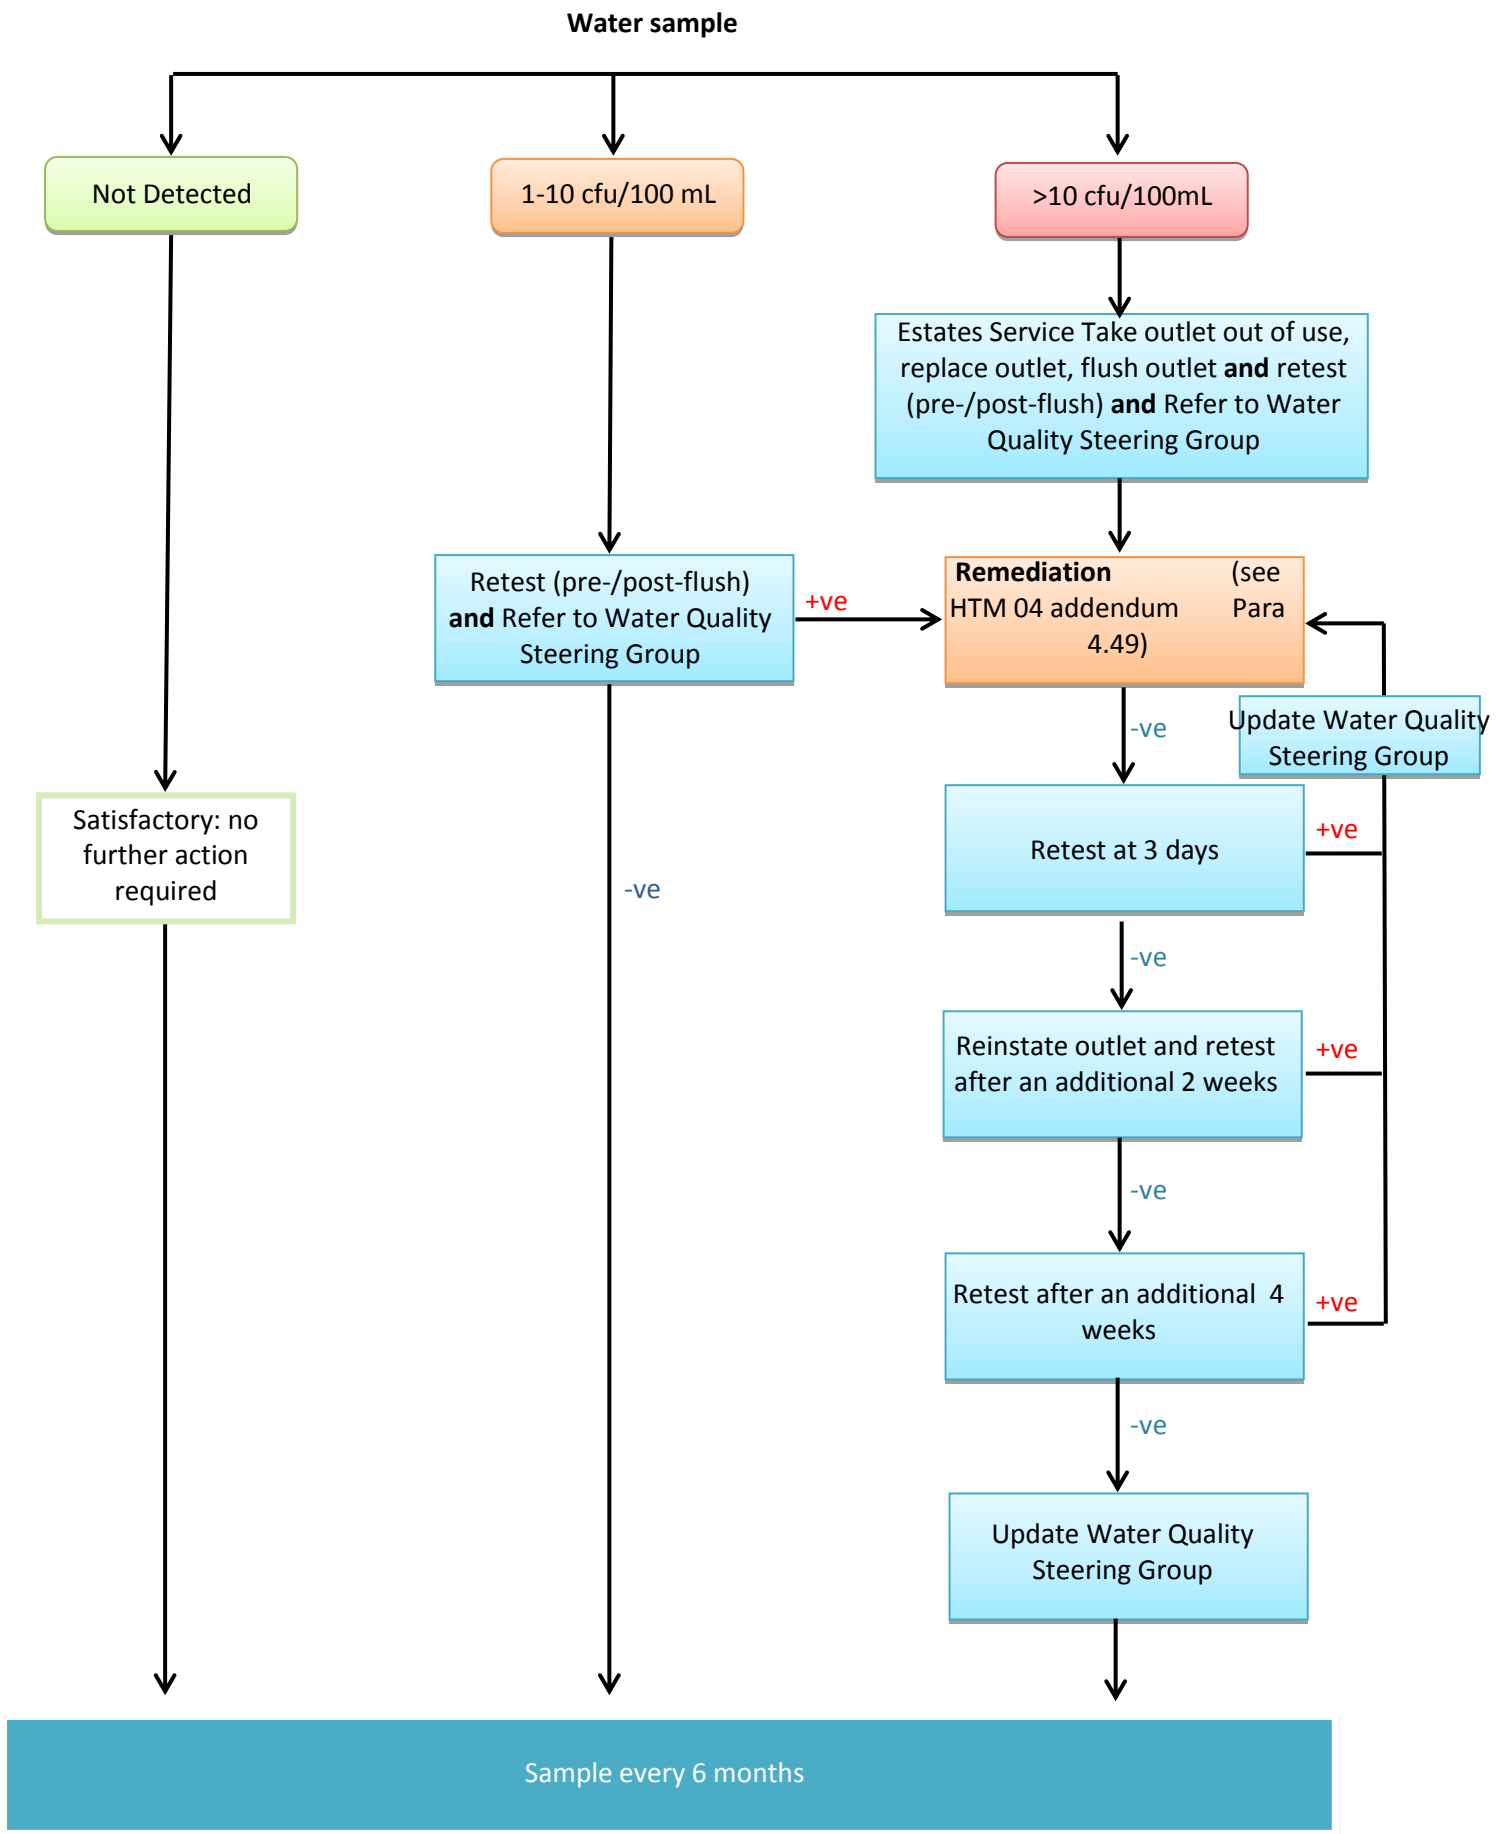 Water sample
Not Detected
1-10 cfu/100 mL
>10 cfu/100mL
Estates Service Take outlet out of use,
replace outlet, flush outlet and retest
(pre-/post-flush) and Refer to Water
Quality Steering Group
Retest (pre-/post-flush)
and Refer to Water Quality
Steering Group
+ve
Remediation (see
HTM 04 addendum Para
4.49)
-ve
Update Water Quality
Steering Group
Satisfactory: no
further action
required
-ve
Retest at 3 days
+ve
-ve
Reinstate outlet and retest
after an additional 2 weeks
+ve
-ve
Retest after an additional 4
weeks
+ve
-ve
Update Water Quality
Steering Group
Sample every 6 months